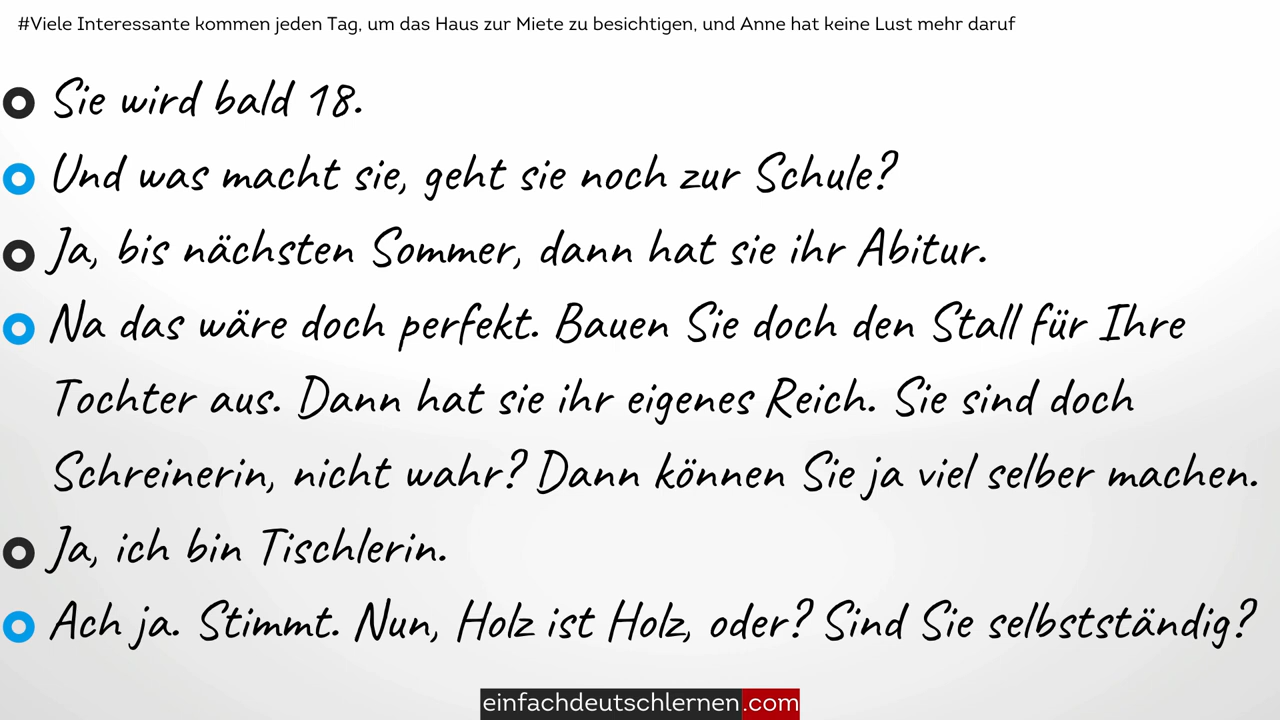 #Viele Interessante kommen jeden Tag, um das Haus zur Miete zu besichtigen, und Anne hat keine Lust mehr daruf
Sie wird bald 18.
Und was macht sie, geht sie noch zur Schule?
Ja, bis nächsten Sommer, dann hat sie ihr Abitur.
Na das wäre doch perfekt. Bauen Sie doch den Stall für Ihre
Tochter aus. Dann hat sie ihr eigenes Reich. Sie sind doch
Schreinerin, nicht wahr? Dann können Sie ja viel selber machen.
Ja, ich bin Tischlerin.
Ach ja. Stimmt. Nun, Holz ist Holz, oder? Sind Sie selbstständig?
einfachdeutschlernen.com